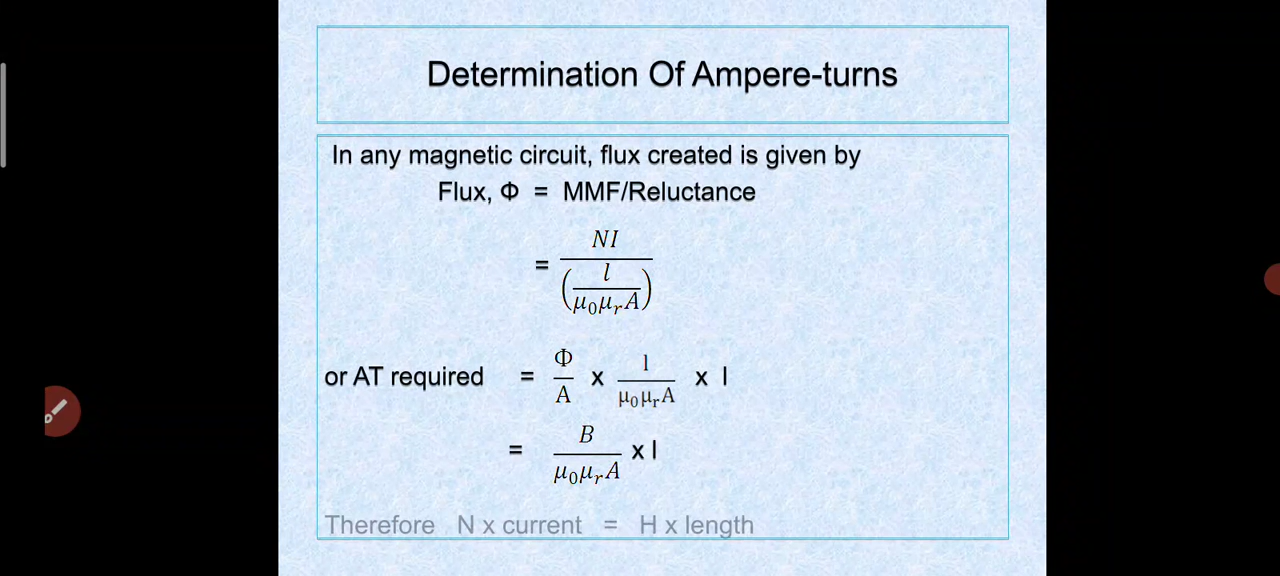 Determination Of Ampere-turns
In any magnetic circuit, flux created is given by
Flux, Φ = MMF/Reluctance
= NI / (l / μ₀μᵣA)
or AT required = Φ/A x l/μ₀μᵣA x l
= B/μ₀μᵣA x l
Therefore N x current = H x length